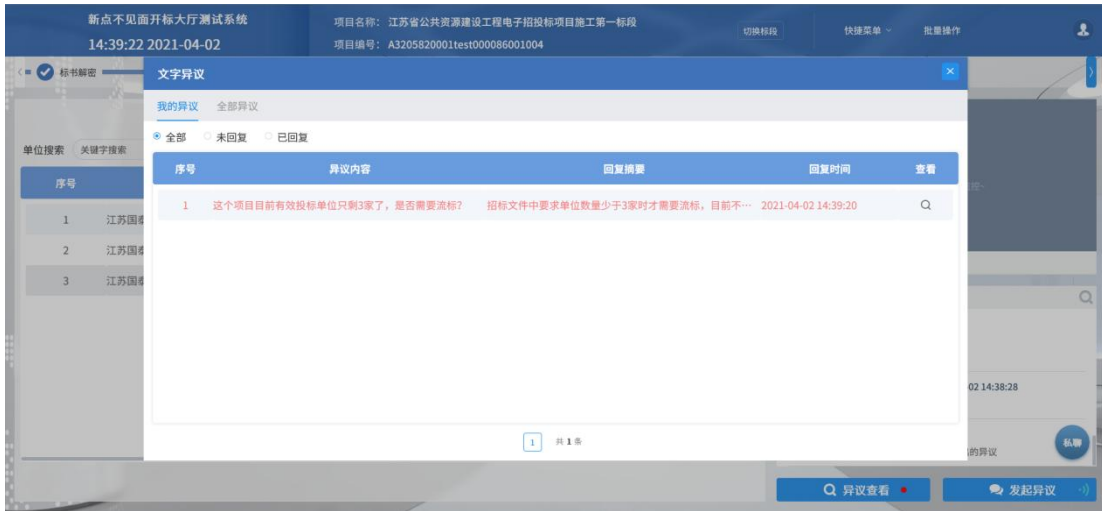 新点不见面开标大厅测试系统
14:39:22 2021-04-02
项目名称： 江苏省公共资源建设工程电子招投标项目施工第一标段
项目编号： A3205820001test000086001004
切换标段
快捷菜单
批量操作
标书解密
文字异议
我的异议 全部异议
全部 未回复 已回复
单位搜索 关键字搜索
序号
序号 异议内容 回复摘要 回复时间 查看
1 这个项目目前有效投标单位只剩3家了，是否需要流标？ 招标文件中要求单位数量少于3家时才需要流标，目前不… 2021-04-02 14:39:20
1 江苏国泰
2 江苏国泰
3 江苏国泰
02 14:38:28
1 共 1 条
的异议
私聊
异议查看
发起异议